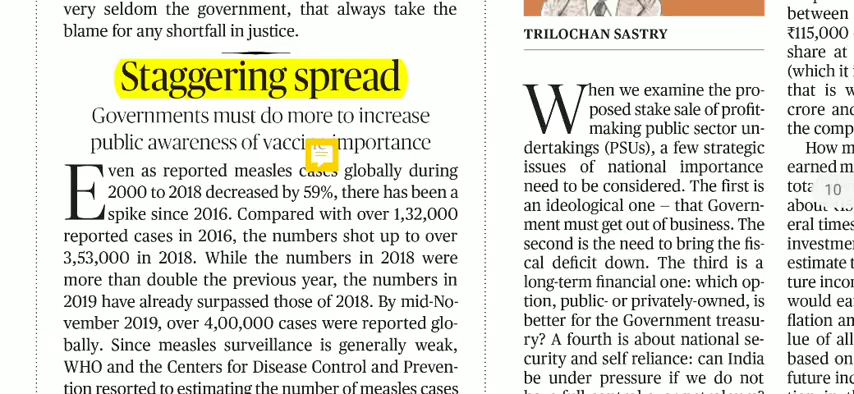 very seldom the government, that always take the
blame for any shortfall in justice.
Staggering spread
Governments must do more to increase
public awareness of vaccine importance
Even as reported measles cases globally during
2000 to 2018 decreased by 59%, there has been a
spike since 2016. Compared with over 1,32,000
reported cases in 2016, the numbers shot up to over
3,53,000 in 2018. While the numbers in 2018 were
more than double the previous year, the numbers in
2019 have already surpassed those of 2018. By mid-No-
vember 2019, over 4,00,000 cases were reported glo-
bally. Since measles surveillance is generally weak,
WHO and the Centers for Disease Control and Preven-
tion resorted to estimating the number of measles cases
TRILOCHAN SASTRY
When we examine the pro-
posed stake sale of profit-
making public sector un-
dertakings (PSUs), a few strategic
issues of national importance
need to be considered. The first is
an ideological one — that Govern-
ment must get out of business. The
second is the need to bring the fis-
cal deficit down. The third is a
long-term financial one: which op-
tion, public- or privately-owned, is
better for the Government treasu-
ry? A fourth is about national se-
curity and self reliance: can India
be under pressure if we do not
between
₹115,000
share at
(which it
that is
crore and
the comp
How m
earned m
tota
10
about
eral times
investme
estimate t
ture incor
would ea
flation an
lue of all
based on
future inc